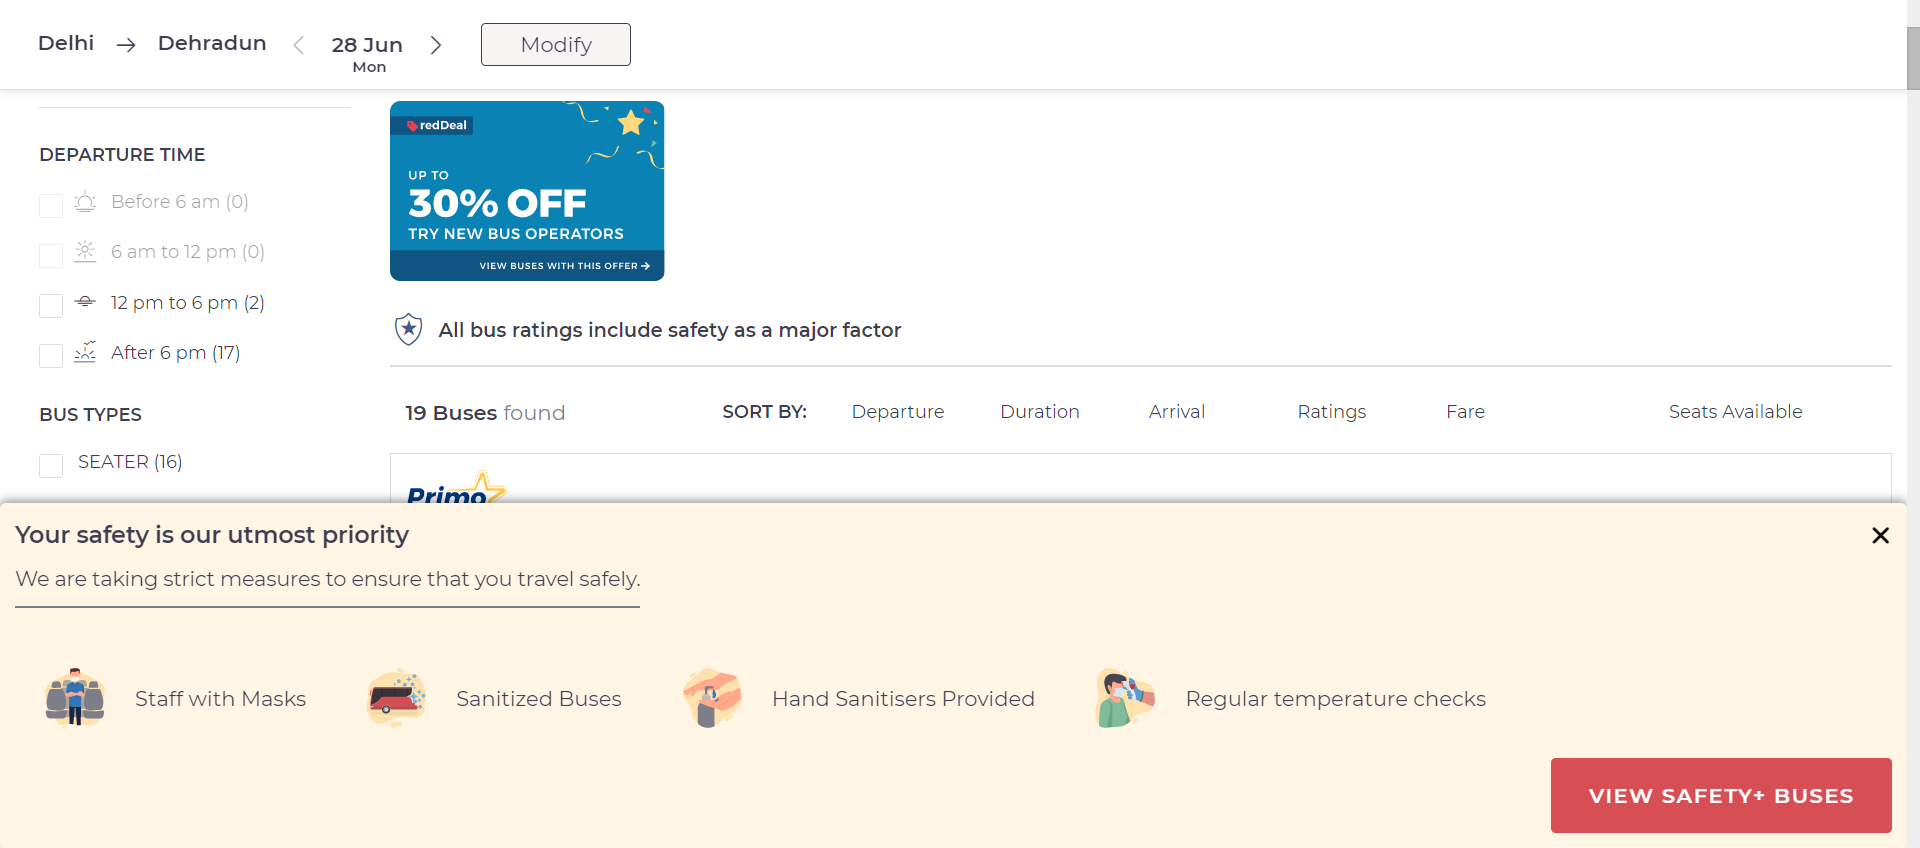 Delhi → Dehradun < 28 Jun > Modify
Mon
DEPARTURE TIME
Before 6 am (0)
6 am to 12 pm (0)
12 pm to 6 pm (2)
After 6 pm (17)
BUS TYPES
SEATER (16)
redDeal
UP TO
30% OFF
TRY NEW BUS OPERATORS
VIEW BUSES WITH THIS OFFER →
All bus ratings include safety as a major factor
19 Buses found SORT BY: Departure Duration Arrival Ratings Fare Seats Available
Primo
Your safety is our utmost priority
We are taking strict measures to ensure that you travel safely.
Staff with Masks Sanitized Buses Hand Sanitisers Provided Regular temperature checks
VIEW SAFETY+ BUSES